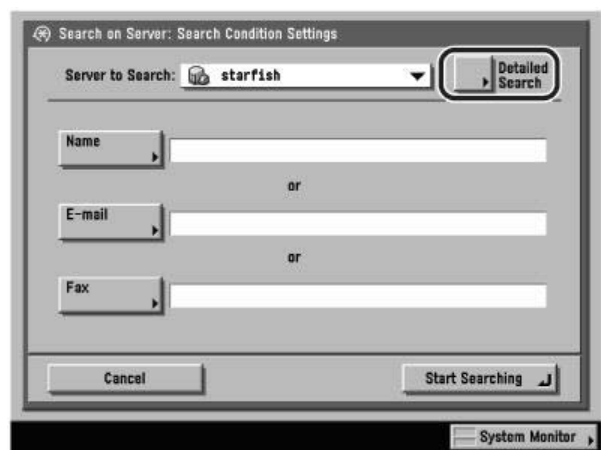 Search on Server: Search Condition Settings
Server to Search: starfish
Detailed
Search
Name
or
E-mail
or
Fax
Cancel
Start Searching
System Monitor